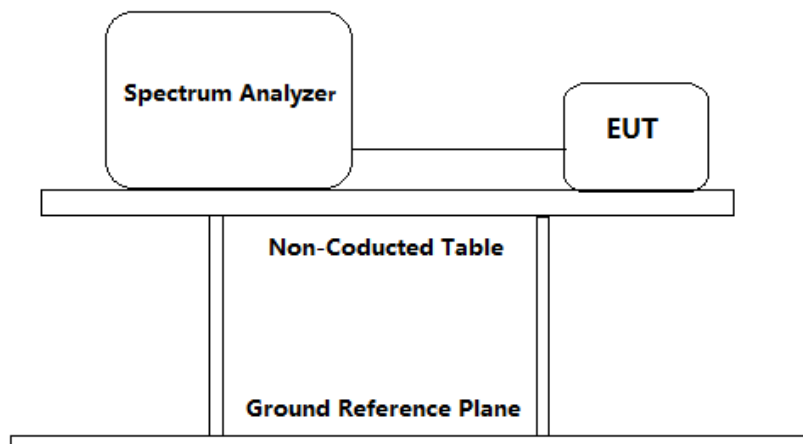 Spectrum Analyzer
EUT
Non-Coducted Table
Ground Reference Plane